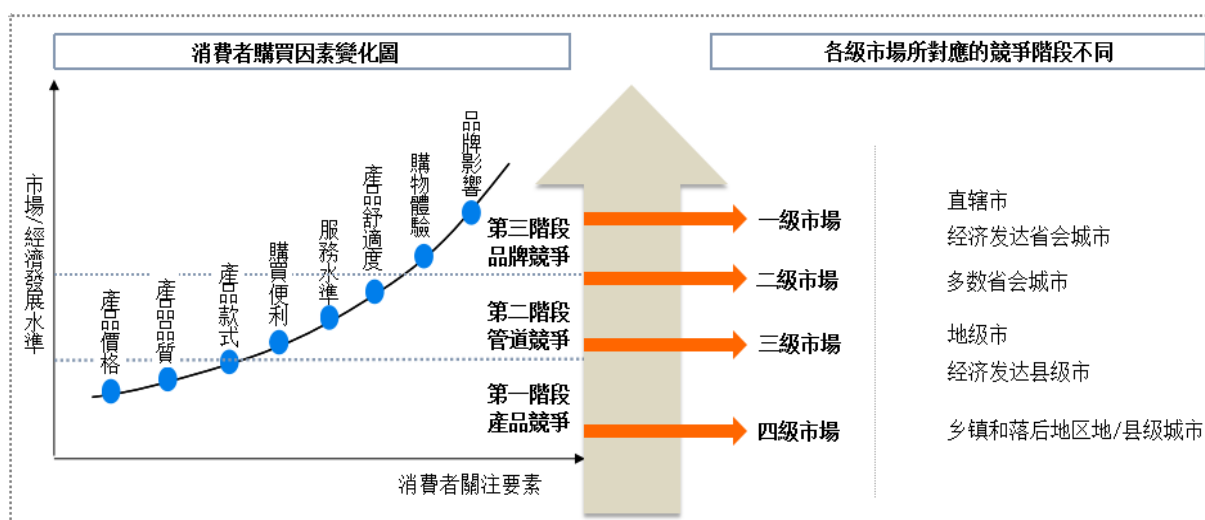 消費者購買因素變化圖
各級市場所對應的競爭階段不同
市場/經濟發展水準
產品價格
產品品質
產品款式
購買便利
服務水準
產品舒適度
購物體驗
品牌影響
第三階段
品牌競爭
第二階段
管道競爭
第一階段
產品競爭
消費者關注要素
一級市場
二級市場
三級市場
四級市場
直辖市
经济发达省会城市
多数省会城市
地级市
经济发达县级市
乡镇和落后地区地/县级城市